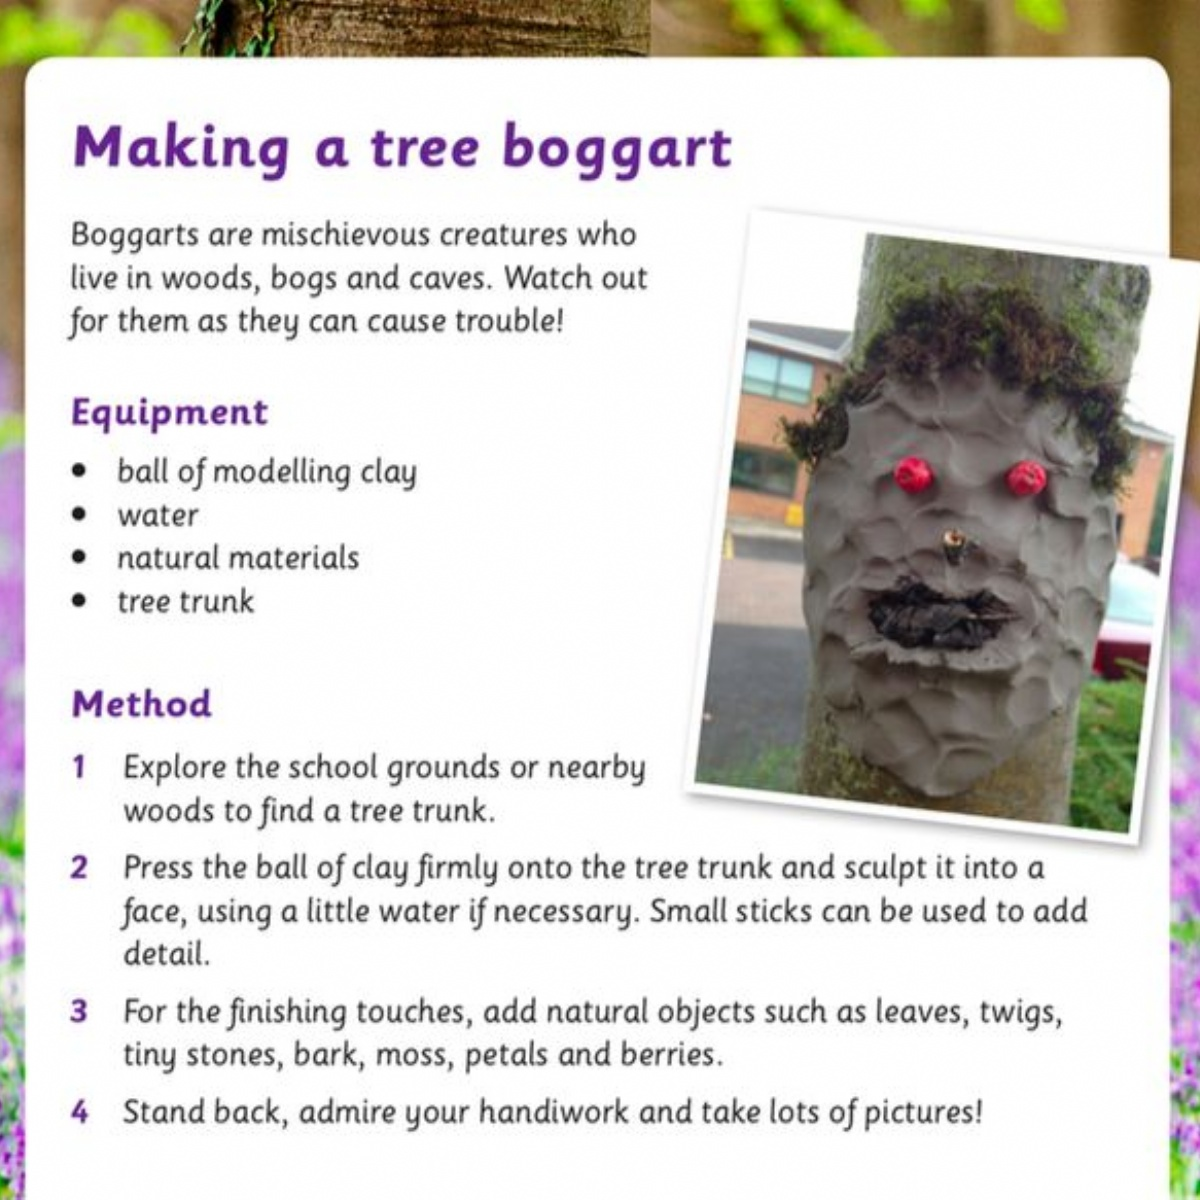 Making a tree boggart
Boggarts are mischievous creatures who
live in woods, bogs and caves. Watch out
for them as they can cause trouble!
Equipment
• ball of modelling clay
• water
• natural materials
• tree trunk
Method
1 Explore the school grounds or nearby
woods to find a tree trunk.
2 Press the ball of clay firmly onto the tree trunk and sculpt it into a
face, using a little water if necessary. Small sticks can be used to add
detail.
3 For the finishing touches, add natural objects such as leaves, twigs,
tiny stones, bark, moss, petals and berries.
4 Stand back, admire your handiwork and take lots of pictures!